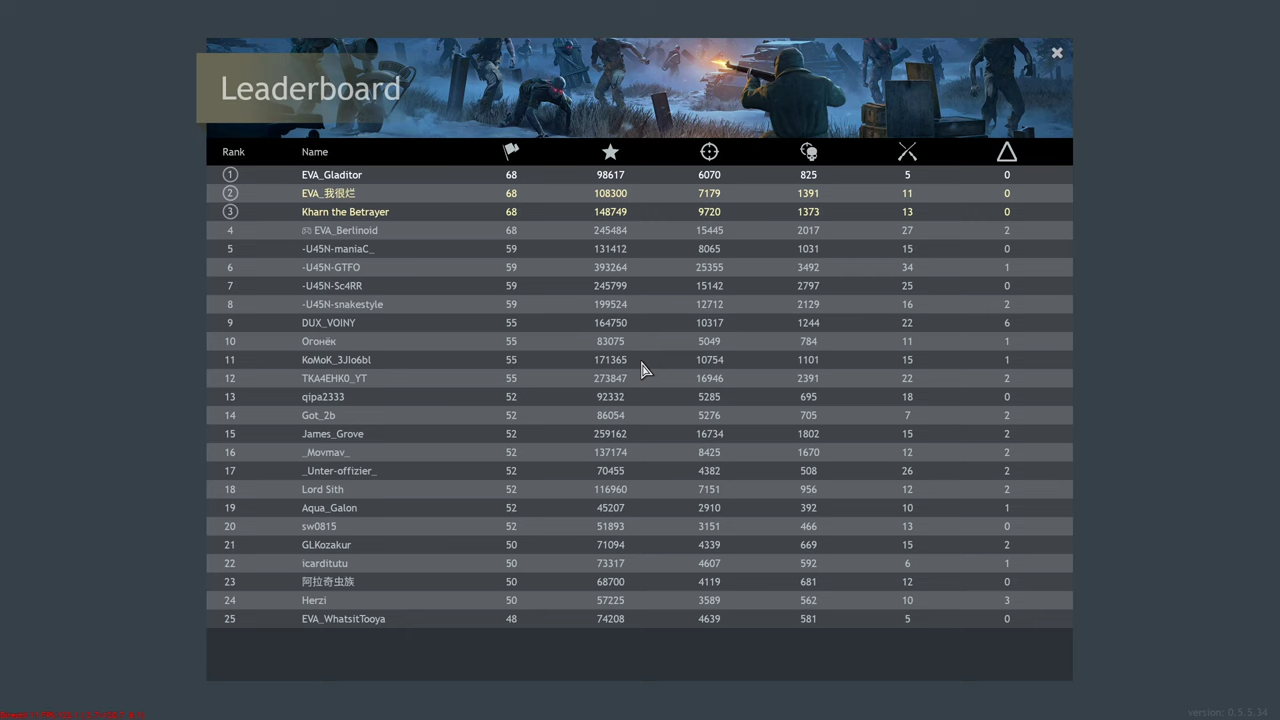 Leaderboard
Rank Name
1 EVA_Gladitor 68 98617 6070 825 5 0
2 EVA_我很烂 68 108300 7179 1391 11 0
3 Kharn the Betrayer 68 148749 9720 1373 13 0
4 EVA_Berlinoid 68 245484 15445 2017 27 2
5 -U45N-maniaC_ 59 131412 8065 1031 15 0
6 -U45N-GTFO 59 393264 25355 3492 34 1
7 -U45N-Sc4RR 59 245799 15142 2797 25 0
8 -U45N-snakestyle 59 199524 12712 2129 16 2
9 DUX_VOINY 55 164750 10317 1244 22 6
10 Огонёк 55 83075 5049 784 11 1
11 KoMoK_3JIo6bl 55 171365 10754 1101 15 1
12 TKA4EHK0_YT 55 273847 16946 2391 22 2
13 qipa2333 52 92332 5285 695 18 0
14 Got_2b 52 86054 5276 705 7 2
15 James_Grove 52 259162 16734 1802 15 2
16 _Movmav_ 52 137174 8425 1670 12 2
17 _Unter-offizier_ 52 70455 4382 508 26 2
18 Lord Sith 52 116960 7151 956 12 2
19 Aqua_Galon 52 45207 2910 392 10 1
20 sw0815 52 51893 3151 466 13 0
21 GLKozakur 50 71094 4339 669 15 2
22 icarditutu 50 73317 4607 592 6 1
23 阿拉奇虫族 50 68700 4119 681 12 0
24 Herzi 50 57225 3589 562 10 3
25 EVA_WhatsitTooya 48 74208 4639 581 5 0
version: 0.5.5.34